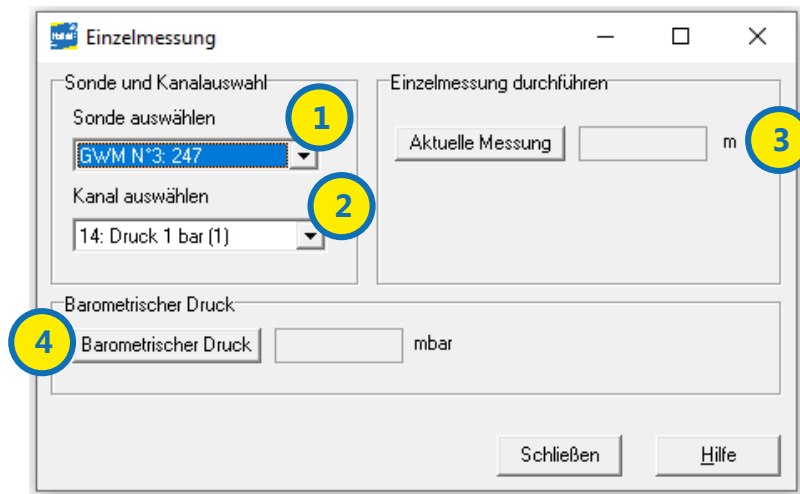 Einzelmessung
Sonde und Kanalauswahl
Sonde auswählen
1
GWM N°3: 247
Kanal auswählen
2
14: Druck 1 bar (1)
Einzelmessung durchführen
Aktuelle Messung
m
3
Barometrischer Druck
4
Barometrischer Druck
mbar
Schließen
Hilfe